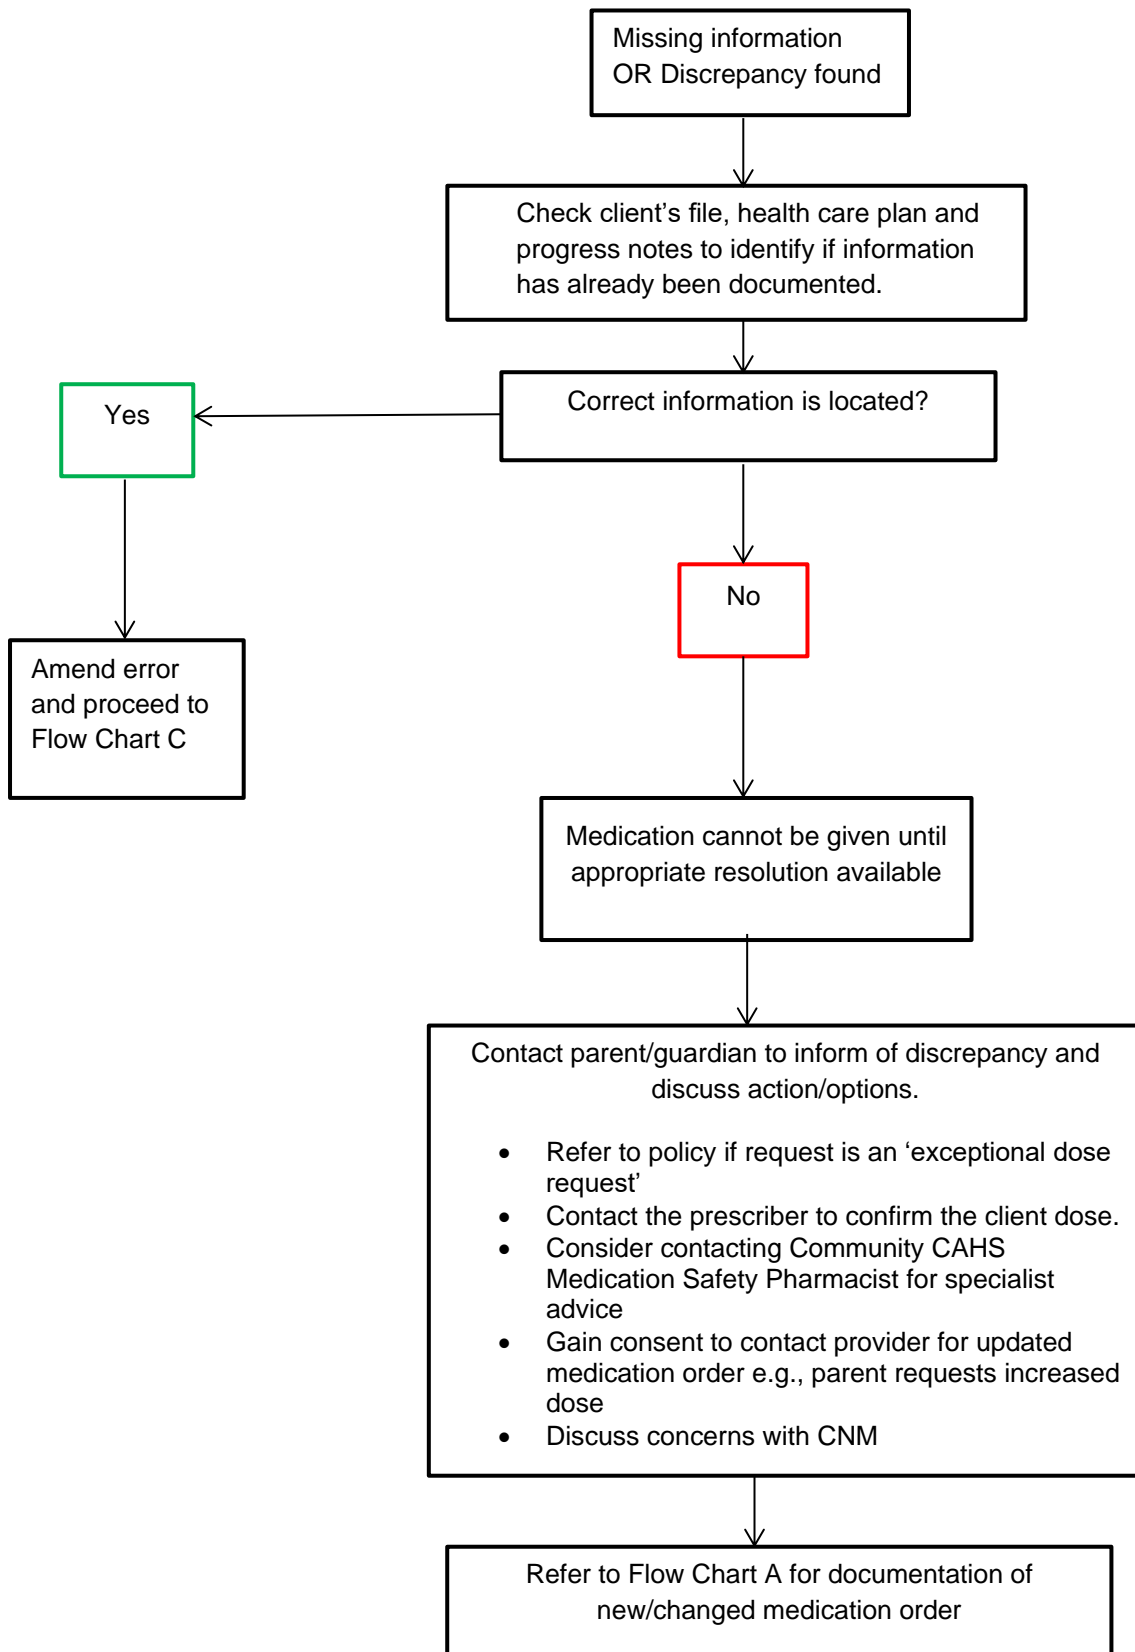 Missing information
OR Discrepancy found
Check client’s file, health care plan and
progress notes to identify if information
has already been documented.
Correct information is located?
Yes
No
Amend error
and proceed to
Flow Chart C
Medication cannot be given until
appropriate resolution available
Contact parent/guardian to inform of discrepancy and
discuss action/options.
• Refer to policy if request is an ‘exceptional dose
request’
• Contact the prescriber to confirm the client dose.
• Consider contacting Community CAHS
Medication Safety Pharmacist for specialist
advice
• Gain consent to contact provider for updated
medication order e.g., parent requests increased
dose
• Discuss concerns with CNM
Refer to Flow Chart A for documentation of
new/changed medication order